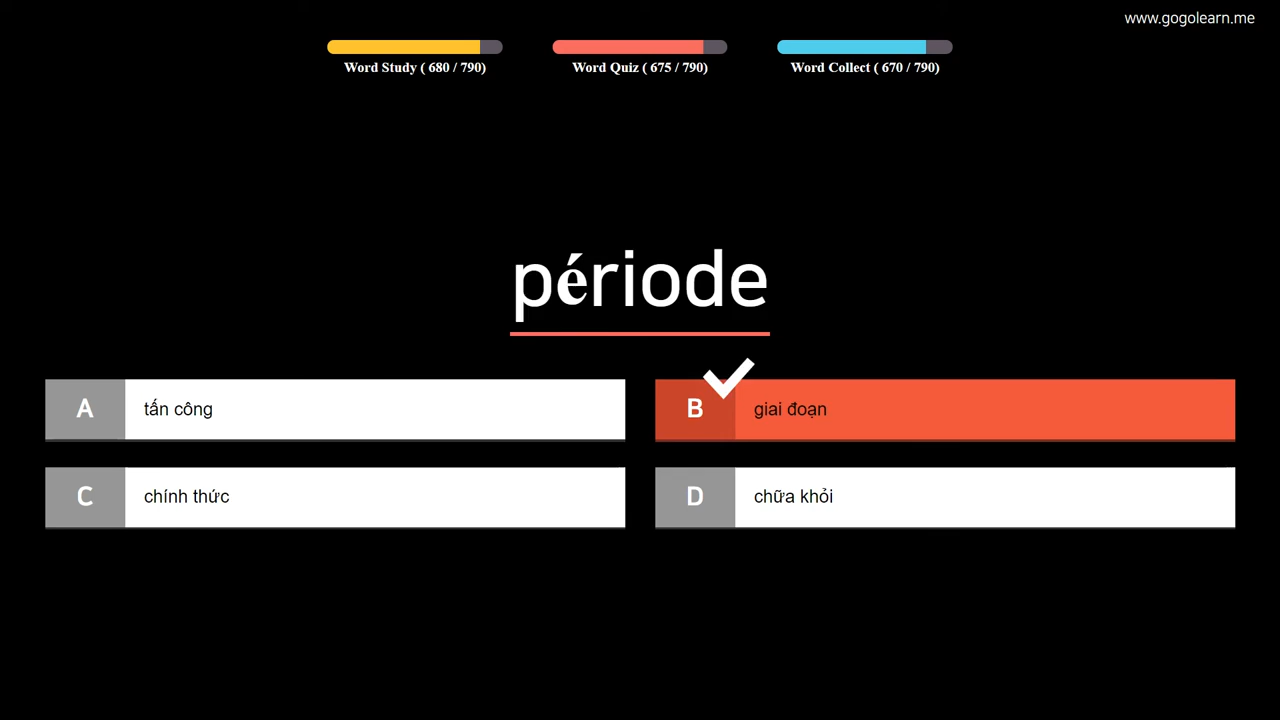 www.gogolearn.me
Word Study ( 680 / 790)
Word Quiz ( 675 / 790)
Word Collect ( 670 / 790)
période
A tấn công
B giai đoạn
C chính thức
D chữa khỏi